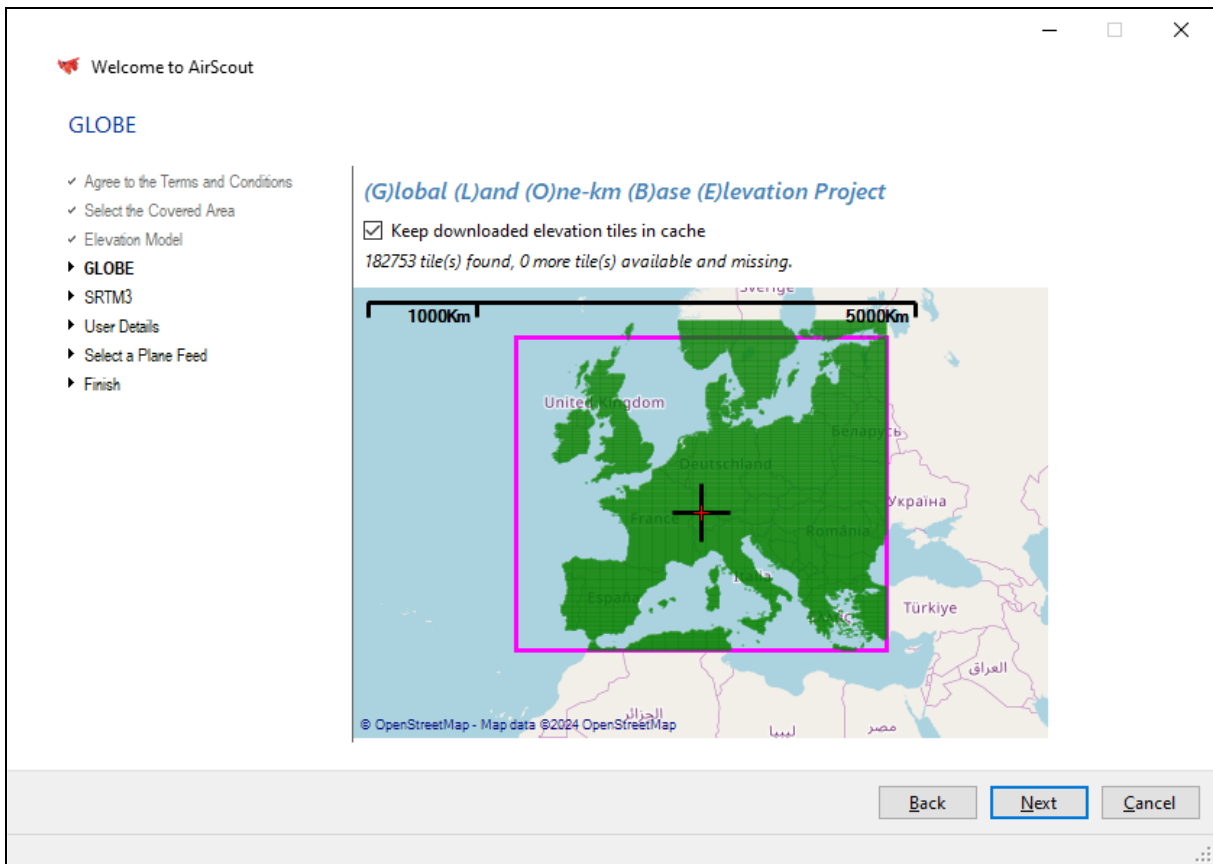 Welcome to AirScout
GLOBE
Agree to the Terms and Conditions
Select the Covered Area
Elevation Model
GLOBE
SRTM3
User Details
Select a Plane Feed
Finish
(G)lobal (L)and (O)ne-km (B)ase (E)levation Project
Keep downloaded elevation tiles in cache
182753 tile(s) found, 0 more tile(s) available and missing.
Sverige
1000Km
5000Km
United Kingdom
Беларусь
Deutschland
Україна
France
România
Italia
España
Türkiye
العراق
الجزائر
ليبيا
مصر
© OpenStreetMap - Map data ©2024 OpenStreetMap
Back
Next
Cancel